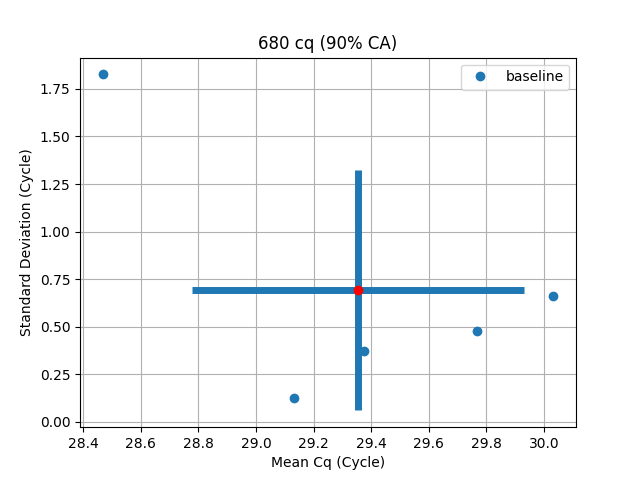 680 cq (90% CA)
baseline
Standard Deviation (Cycle)
1.75
1.50
1.25
1.00
0.75
0.50
0.25
0.00
28.4 28.6 28.8 29.0 29.2 29.4 29.6 29.8 30.0
Mean Cq (Cycle)